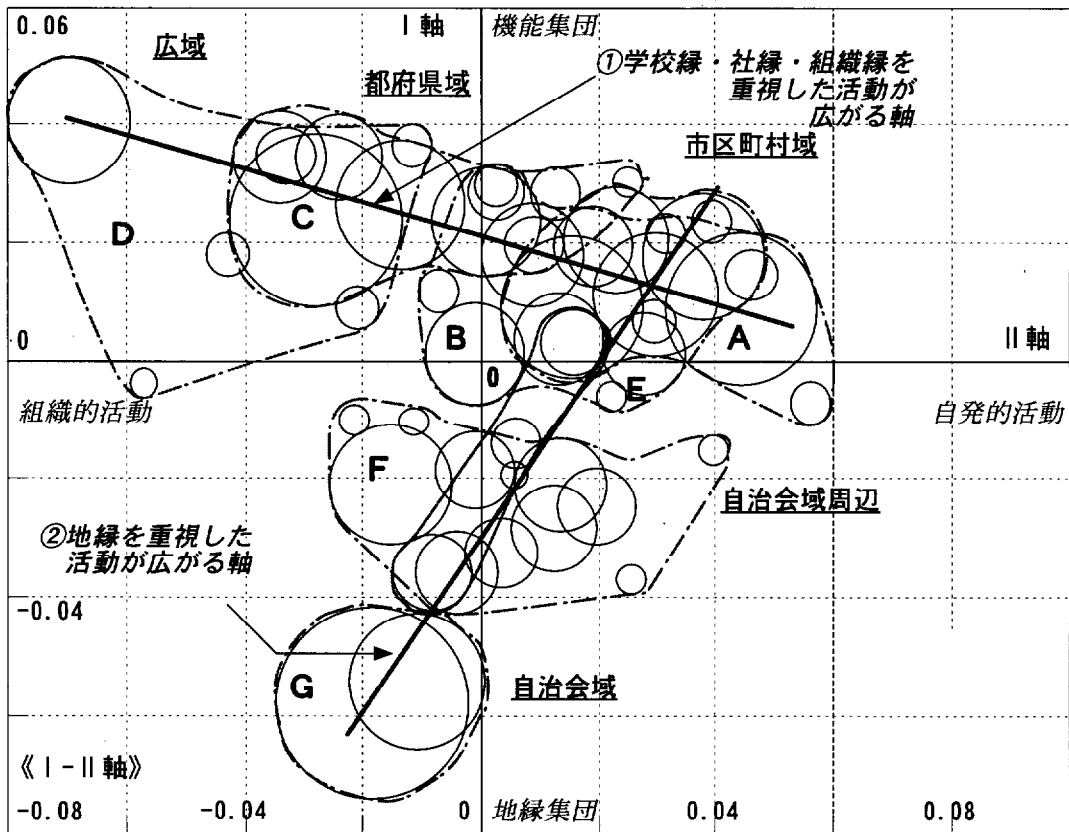 0.06
Ⅰ軸
機能集団
広域
①学校縁・社縁・組織縁を
重視した活動が
広がる軸
都府県域
市区町村域
D
C
B
A
0
Ⅱ軸
0
E
組織的活動
自発的活動
F
自治会域周辺
②地縁を重視した
活動が広がる軸
-0.04
G
自治会域
《Ⅰ-Ⅱ軸》
-0.08
-0.04
0
地縁集団
0.04
0.08